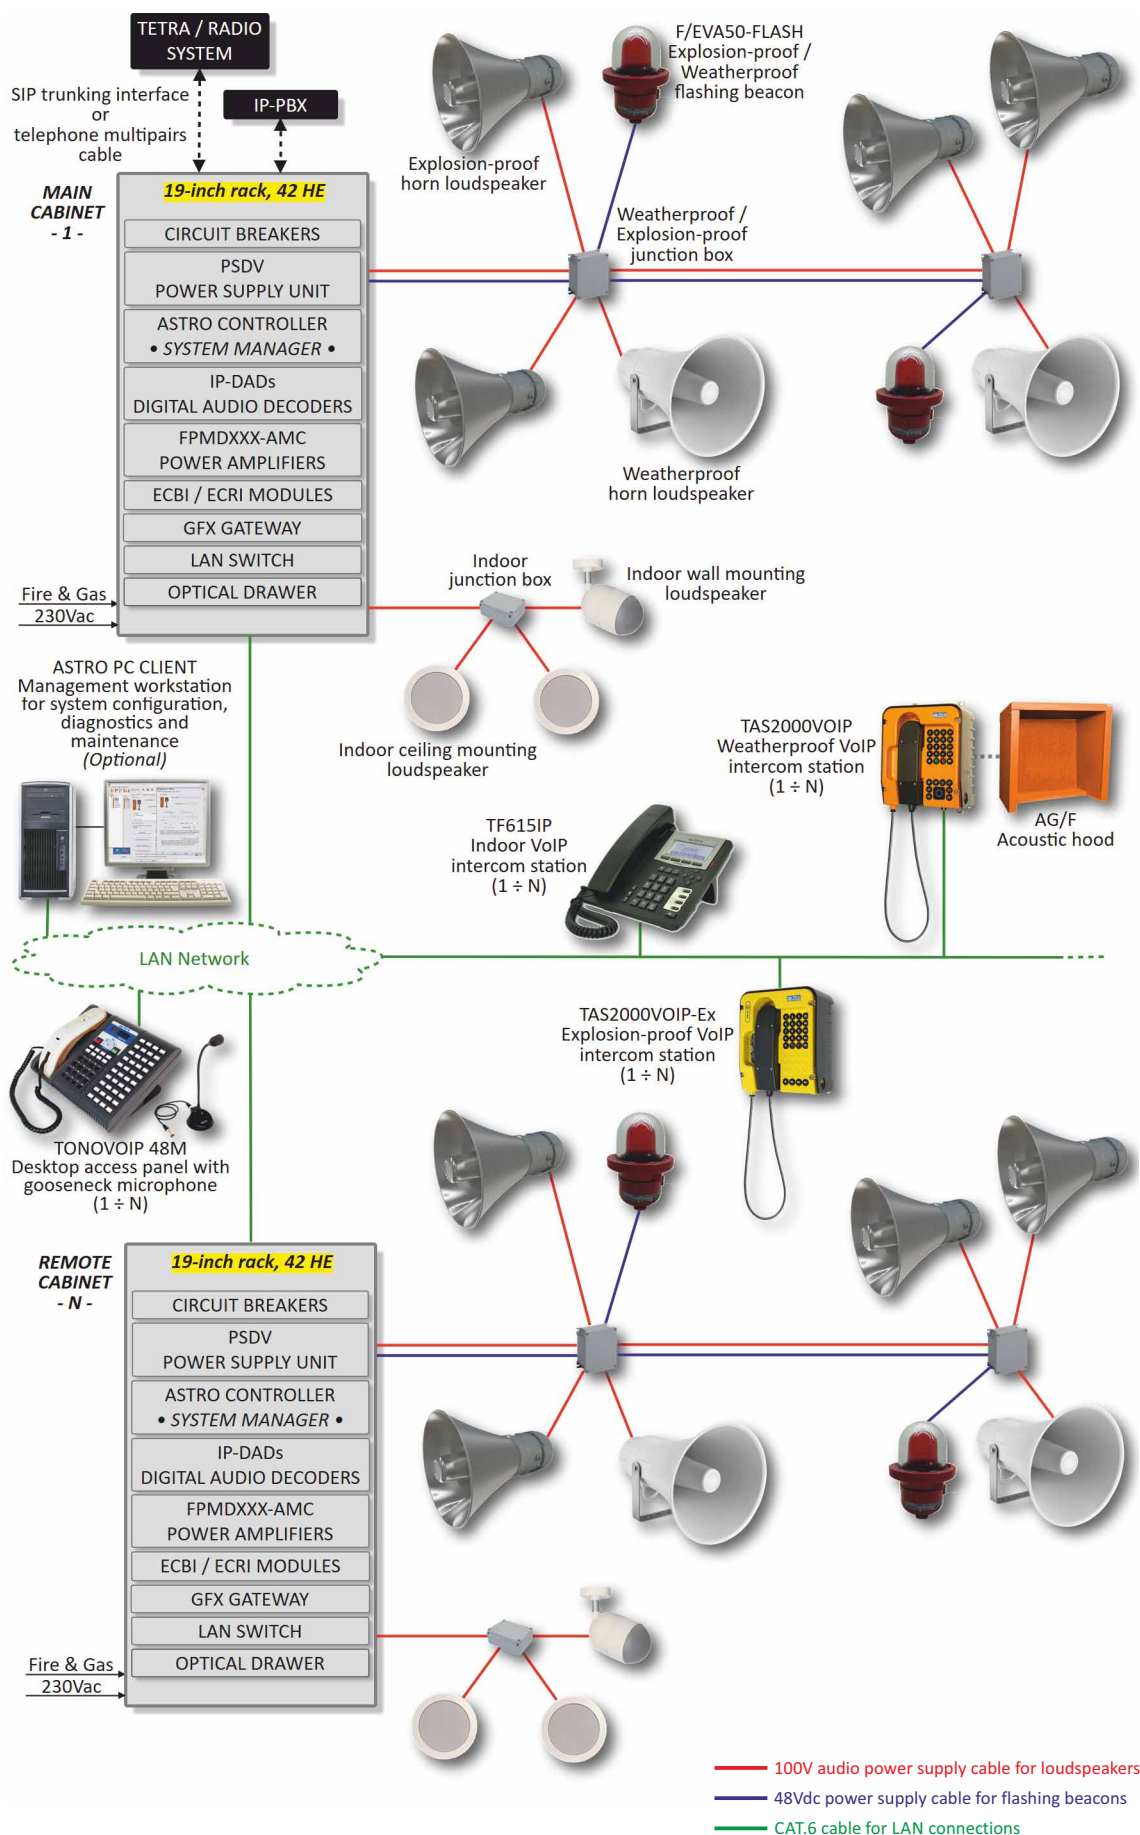 TETRA / RADIO
SYSTEM
SIP trunking interface
or
telephone multipairs
cable
IP-PBX
F/EVA50-FLASH
Explosion-proof /
Weatherproof
flashing beacon
Explosion-proof
horn loudspeaker
MAIN
CABINET
- 1 -
19-inch rack, 42 HE
CIRCUIT BREAKERS
PSDV
POWER SUPPLY UNIT
ASTRO CONTROLLER
• SYSTEM MANAGER •
IP-DADs
DIGITAL AUDIO DECODERS
FPMDXXX-AMC
POWER AMPLIFIERS
ECBI / ECRI MODULES
GFX GATEWAY
LAN SWITCH
OPTICAL DRAWER
Fire & Gas
230Vac
Weatherproof /
Explosion-proof
junction box
Weatherproof
horn loudspeaker
Indoor
junction box
Indoor wall mounting
loudspeaker
Indoor ceiling mounting
loudspeaker
ASTRO PC CLIENT
Management workstation
for system configuration,
diagnostics and
maintenance
(Optional)
TAS2000VOIP
Weatherproof VoIP
intercom station
(1 ÷ N)
AG/F
Acoustic hood
TF615IP
Indoor VoIP
intercom station
(1 ÷ N)
LAN Network
TAS2000VOIP-Ex
Explosion-proof VoIP
intercom station
(1 ÷ N)
TONOVOIP 48M
Desktop access panel with
gooseneck microphone
(1 ÷ N)
REMOTE
CABINET
- N -
19-inch rack, 42 HE
CIRCUIT BREAKERS
PSDV
POWER SUPPLY UNIT
ASTRO CONTROLLER
• SYSTEM MANAGER •
IP-DADs
DIGITAL AUDIO DECODERS
FPMDXXX-AMC
POWER AMPLIFIERS
ECBI / ECRI MODULES
GFX GATEWAY
LAN SWITCH
OPTICAL DRAWER
Fire & Gas
230Vac
100V audio power supply cable for loudspeakers
48Vdc power supply cable for flashing beacons
CAT.6 cable for LAN connections